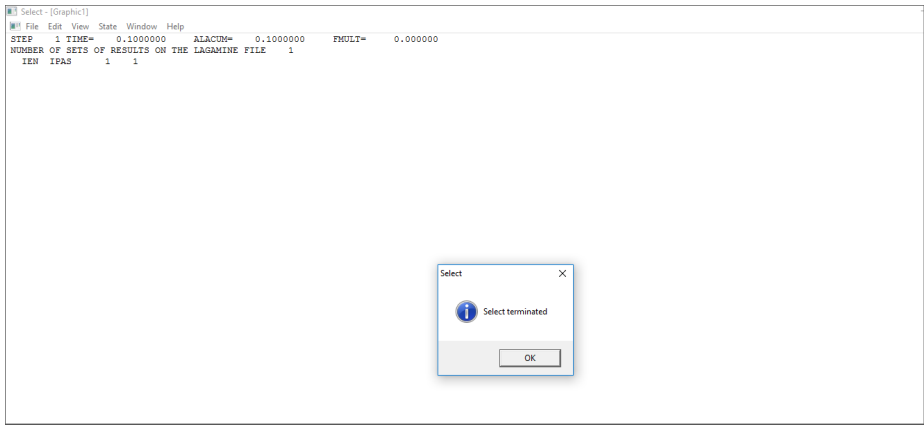 Select - [Graphic1]
File Edit View State Window Help
STEP 1 TIME= 0.1000000 ALACUM= 0.1000000 FMULT= 0.000000
NUMBER OF SETS OF RESULTS ON THE LAGAMINE FILE 1
IEN IPAS 1 1
Select
Select terminated
OK